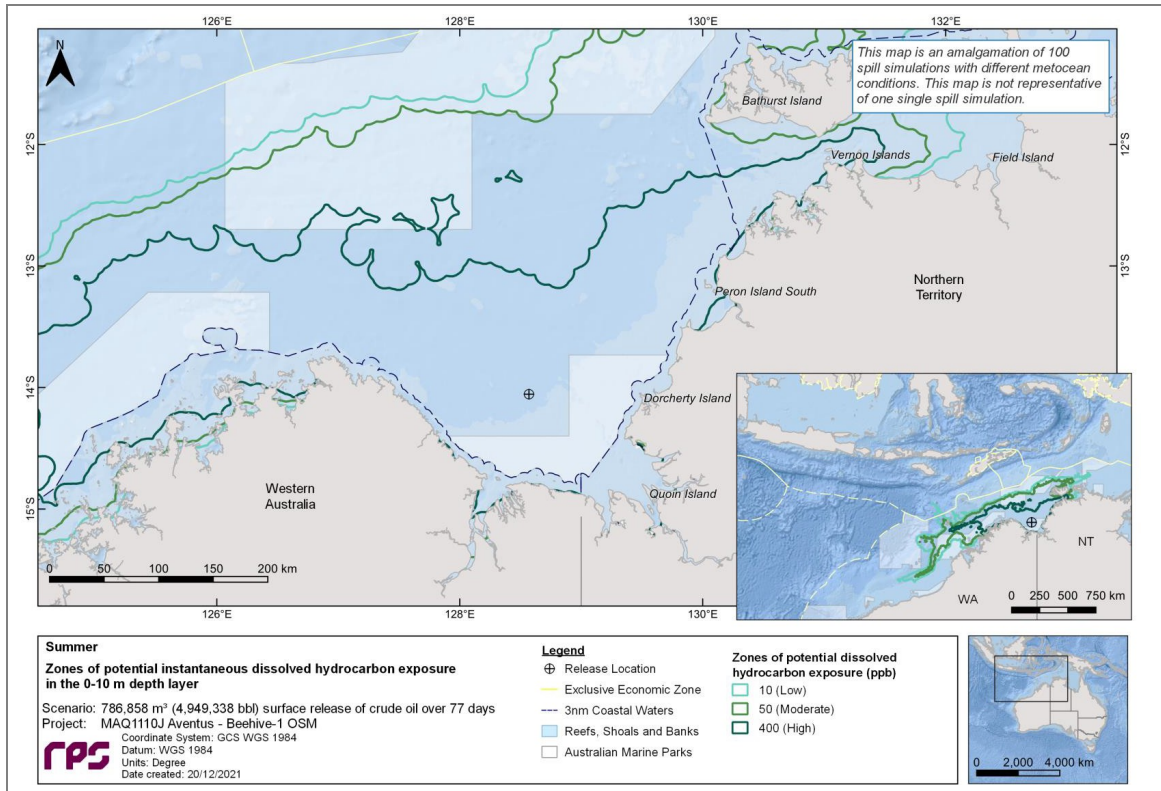 126°E
128°E
130°E
132°E
N
This map is an amalgamation of 100
spill simulations with different metocean
conditions. This map is not representative
of one single spill simulation.
Bathurst Island
12°S
12°S
Vernon Islands
Field Island
13°S
13°S
Northern
Territory
Peron Island South
14°S
Dorcherty Island
Western
Australia
Quoin Island
15°S
0 50 100 150 200 km
NT
WA
0 250 500 750 km
126°E
128°E
130°E
Summer
Zones of potential instantaneous dissolved hydrocarbon exposure
in the 0-10 m depth layer
Scenario: 786,858 m³ (4,949,338 bbl) surface release of crude oil over 77 days
Project: MAQ1110J Aventus - Beehive-1 OSM
rps
Coordinate System: GCS WGS 1984
Datum: WGS 1984
Units: Degree
Date created: 20/12/2021
Legend
Release Location
Exclusive Economic Zone
3nm Coastal Waters
Reefs, Shoals and Banks
Australian Marine Parks
Zones of potential dissolved
hydrocarbon exposure (ppb)
10 (Low)
50 (Moderate)
400 (High)
0 2,000 4,000 km